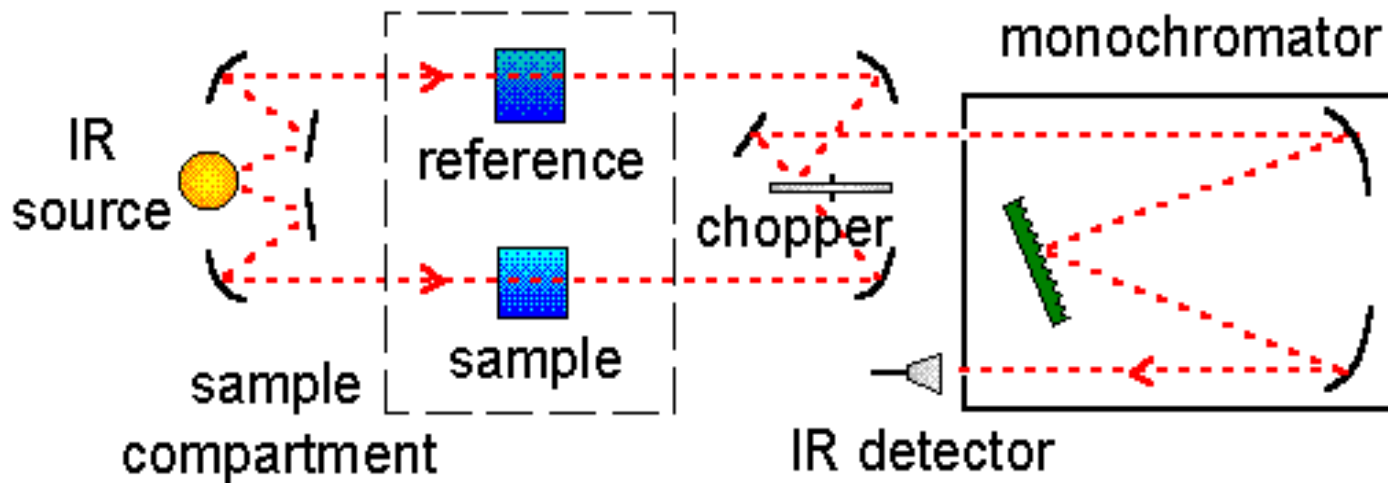 monochromator
IR
source
reference
chopper
sample
sample
compartment
IR detector